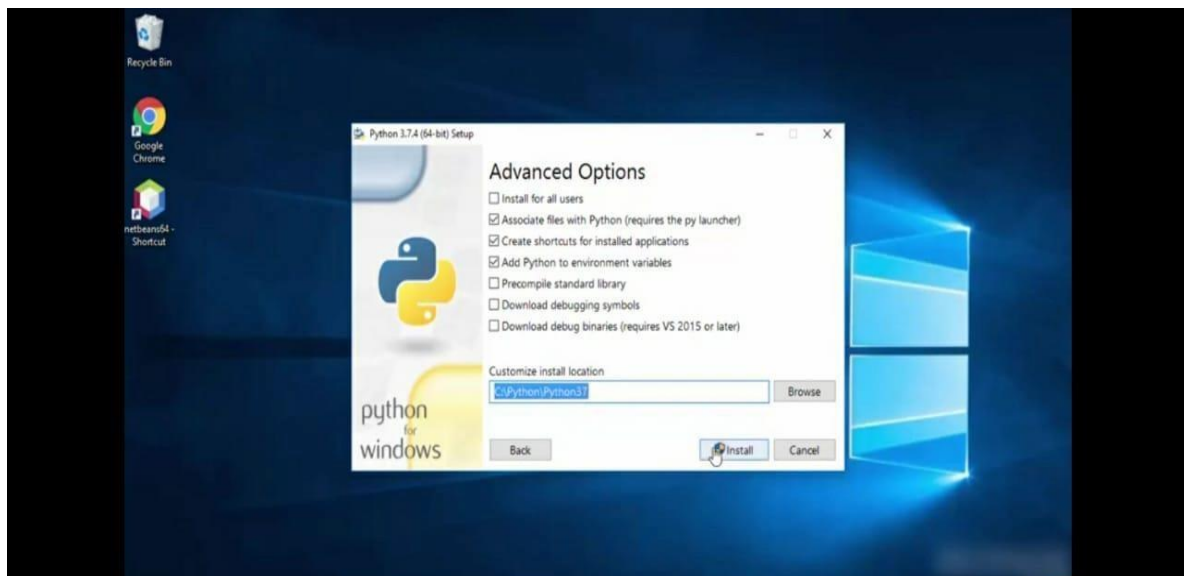 Recycle Bin
Google
Chrome
netbeans64 -
Shortcut
Python 3.7.4 (64-bit) Setup
Advanced Options
Install for all users
Associate files with Python (requires the py launcher)
Create shortcuts for installed applications
Add Python to environment variables
Precompile standard library
Download debugging symbols
Download debug binaries (requires VS 2015 or later)
Customize install location
C:\Python\Python37
Browse
python
for
windows
Back
Install
Cancel